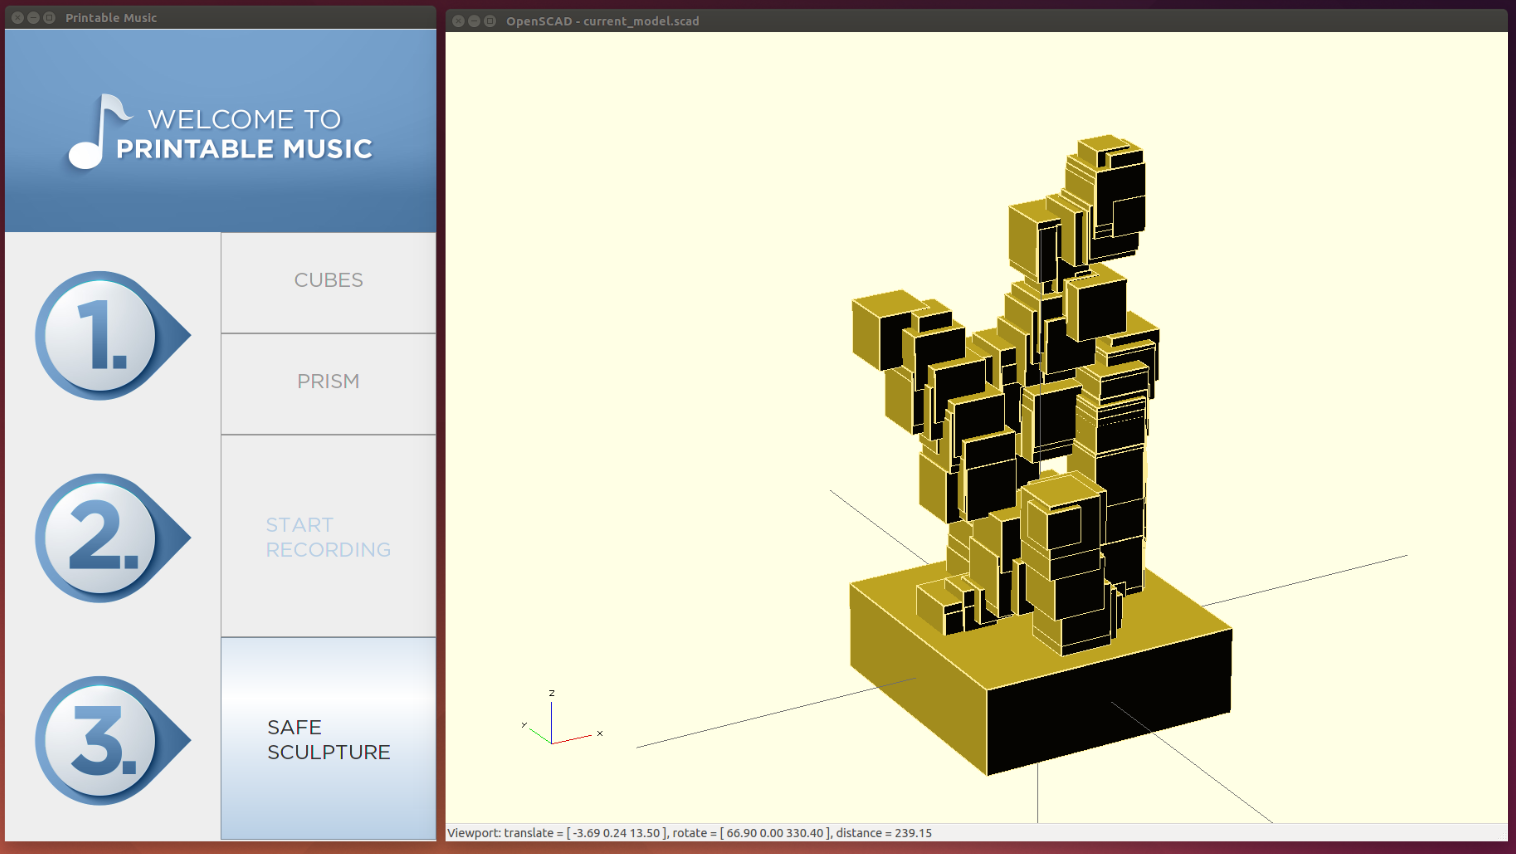 Printable Music
WELCOME TO
PRINTABLE MUSIC
1.
CUBES
PRISM
2.
START
RECORDING
3.
SAFE
SCULPTURE
OpenSCAD - current_model.scad
Z
Y
X
Viewport: translate = [ -3.69 0.24 13.50 ], rotate = [ 66.90 0.00 330.40 ], distance = 239.15